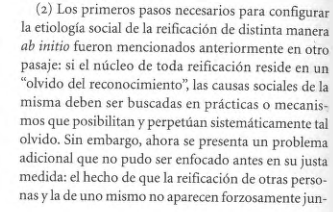 (2) Los primeros pasos necesarios para configurar
la etiología social de la reificación de distinta manera
ab initio fueron mencionados anteriormente en otro
pasaje: si el núcleo de toda reificación reside en un
“olvido del reconocimiento”, las causas sociales de la
misma deben ser buscadas en prácticas o mecanis-
mos que posibilitan y perpetúan sistemáticamente tal
olvido. Sin embargo, ahora se presenta un problema
adicional que no pudo ser enfocado antes en su justa
medida: el hecho de que la reificación de otras perso-
nas y la de uno mismo no aparecen forzosamente jun-